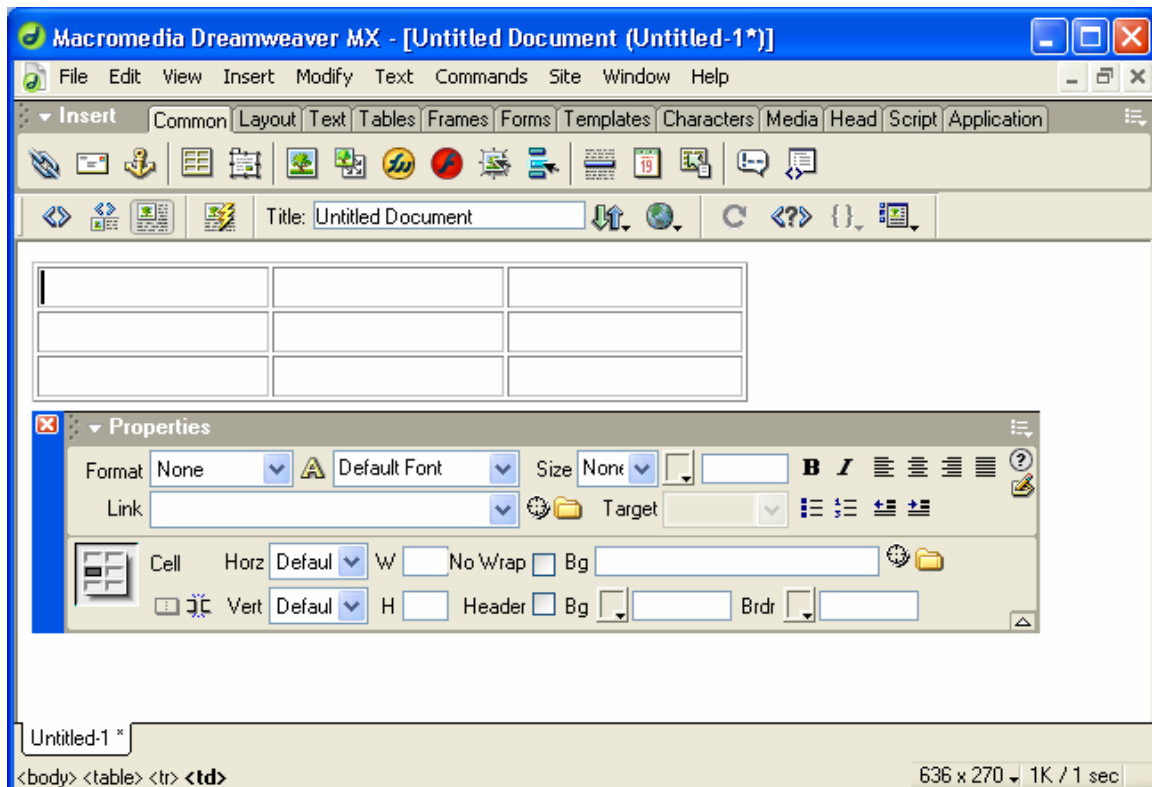 Macromedia Dreamweaver MX - [Untitled Document (Untitled-1*)]
File Edit View Insert Modify Text Commands Site Window Help
Insert Common Layout Text Tables Frames Forms Templates Characters Media Head Script Application
19
Title: Untitled Document
Properties
Format None Default Font Size None B I
Link Target
Cell Horz Defaul W No Wrap Bg
Vert Defaul H Header Bg Brdr
Untitled-1 *
<body> <table> <tr> <td> 636 x 270 1K / 1 sec